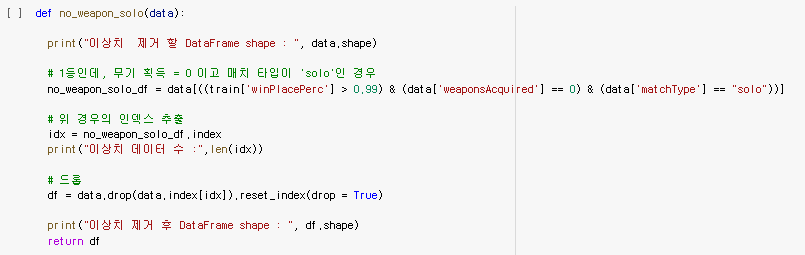 [ ] def no_weapon_solo(data):
print("이상치  제거 할 DataFrame shape : ", data.shape)
# 1등인데, 무기 획득 = 0 이고 매치 타입이 'solo'인 경우
no_weapon_solo_df = data[((train['winPlacePerc'] > 0.99) & (data['weaponsAcquired'] == 0) & (data['matchType'] == "solo"))]
# 위 경우의 인덱스 추출
idx = no_weapon_solo_df.index
print("이상치 데이터 수 :",len(idx))
# 드롭
df = data.drop(data.index[idx]).reset_index(drop = True)
print("이상치 제거 후 DataFrame shape : ", df.shape)
return df